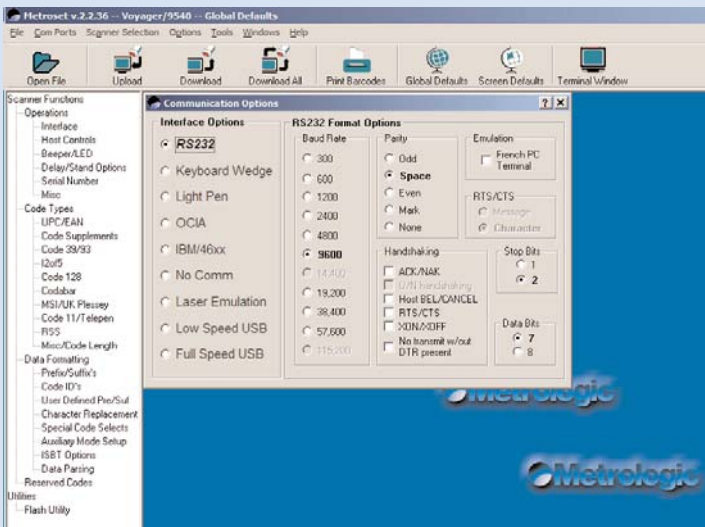 Metroset v.2.2.36 -- Voyager/9540 -- Global Defaults
File Com Ports Scanner Selection Options Tools Windows Help
Open File Upload Download Download All Print Barcodes Global Defaults Screen Defaults Terminal Window
Scanner Functions
Operations
Interface
Host Controls
Beeper/LED
Delay/Stand Options
Serial Number
Misc
Code Types
UPC/EAN
Code Supplements
Code 39/93
I2of5
Code 128
Codabar
MSI/UK Plessey
Code 11/Telepen
RSS
Misc/Code Length
Data Formatting
Prefix/Suffix's
Code ID's
User Defined Pre/Suf
Character Replacement
Special Code Selects
Auxiliary Mode Setup
ISBT Options
Data Parsing
Reserved Codes
Utilities
Flash Utility
Communication Options
Interface Options
RS232
Keyboard Wedge
Light Pen
OCIA
IBM/46xx
No Comm
Laser Emulation
Low Speed USB
Full Speed USB
RS232 Format Options
Baud Rate
300
600
1200
2400
4800
9600
14,400
19,200
38,400
57,600
115,200
Parity
Odd
Space
Even
Mark
None
Handshaking
ACK/NAK
D/N handshaking
Host BEL/CANCEL
RTS/CTS
XON/XOFF
No transmit w/out
DTR present
Emulation
French PC
Terminal
RTS/CTS
Message
Character
Stop Bits
1
2
Data Bits
7
8
Metrologic
Metrologic